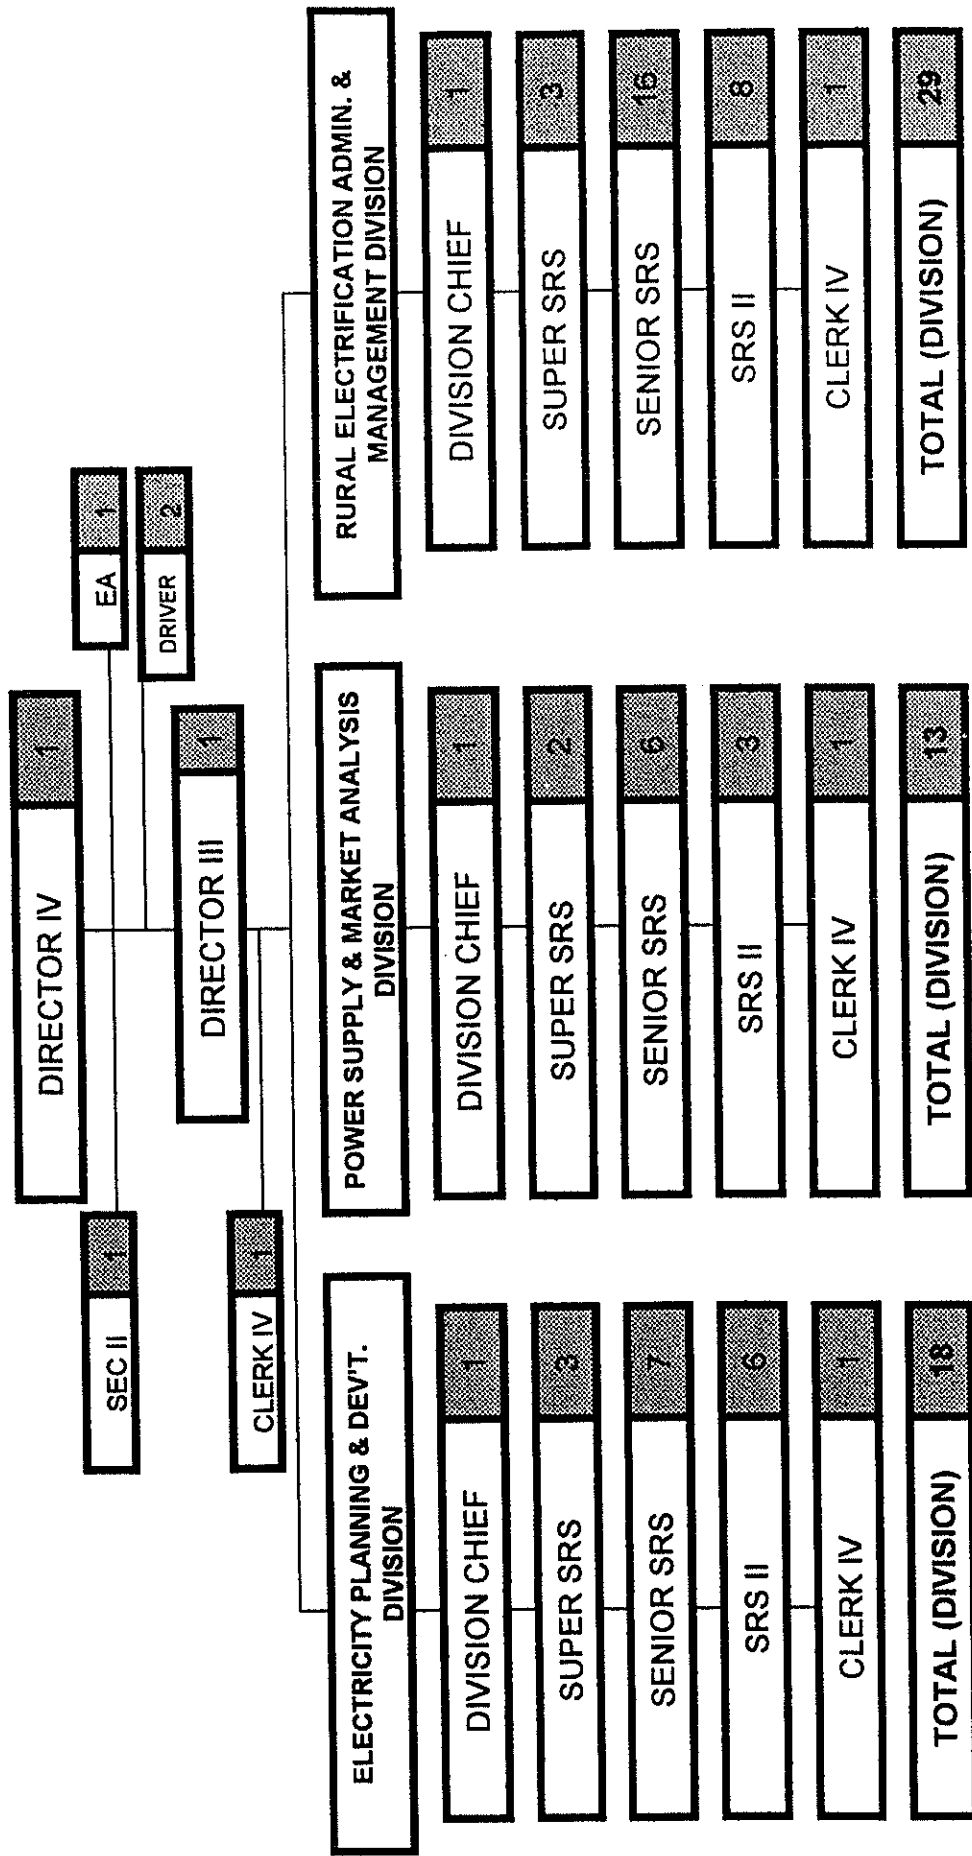 DIRECTOR IV 1
SEC II 1
EA 1
DRIVER 2
DIRECTOR III 1
CLERK IV 1
ELECTRICITY PLANNING & DEV'T.
DIVISION
DIVISION CHIEF 1
SUPER SRS 3
SENIOR SRS 7
SRS II 6
CLERK IV 1
TOTAL (DIVISION) 18
POWER SUPPLY & MARKET ANALYSIS
DIVISION
DIVISION CHIEF 1
SUPER SRS 2
SENIOR SRS 6
SRS II 3
CLERK IV 1
TOTAL (DIVISION) 13
RURAL ELECTRIFICATION ADMIN. &
MANAGEMENT DIVISION
DIVISION CHIEF 1
SUPER SRS 3
SENIOR SRS 16
SRS II 8
CLERK IV 1
TOTAL (DIVISION) 29